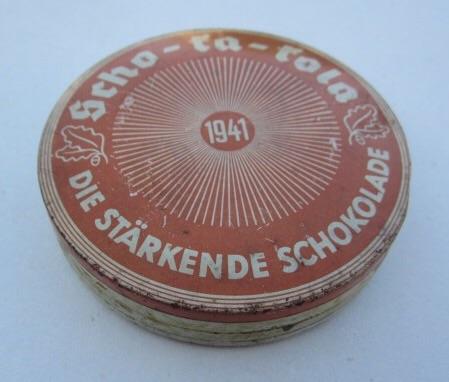 Scho-ka-kola
1941
DIE STÄRKENDE SCHOKOLADE